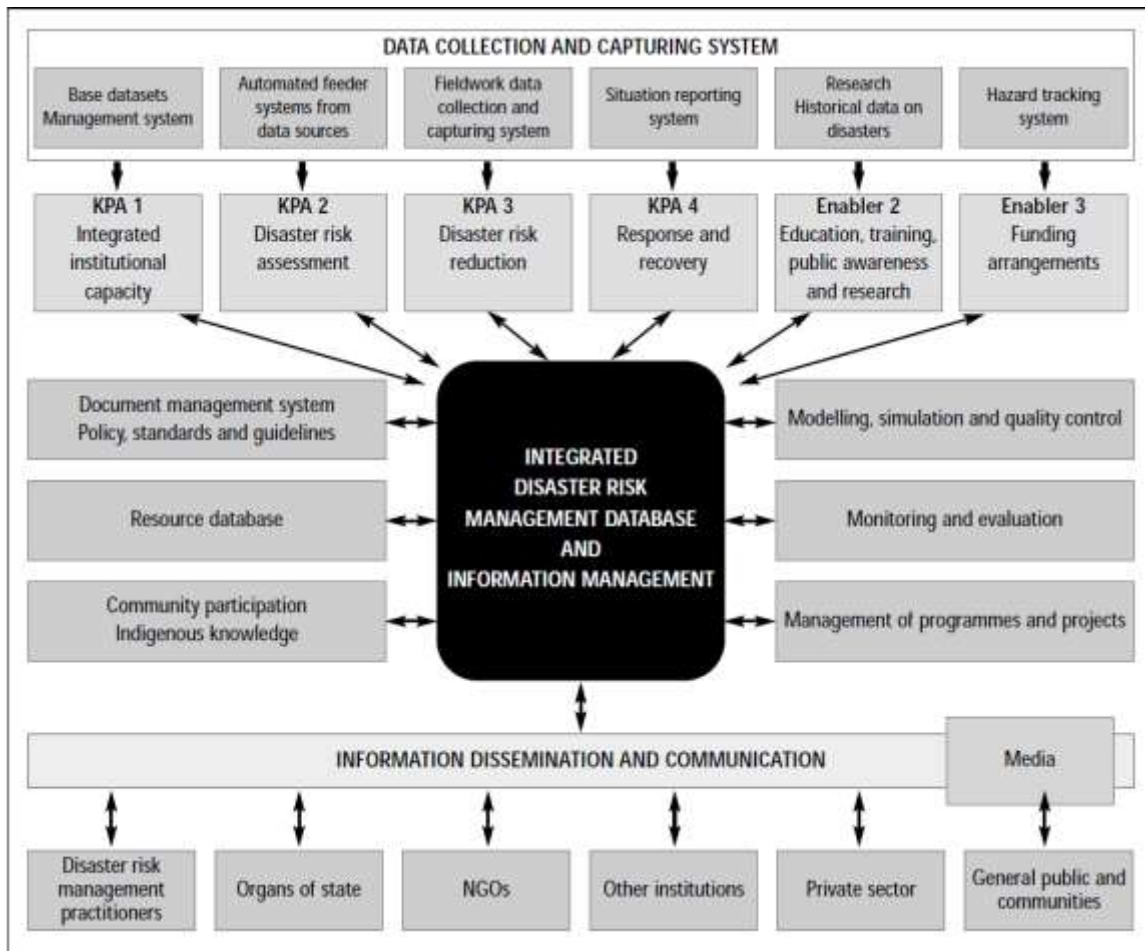 DATA COLLECTION AND CAPTURING SYSTEM
Base datasets
Management system
Automated feeder
systems from
data sources
Fieldwork data
collection and
capturing system
Situation reporting
system
Research
Historical data on
disasters
Hazard tracking
system
KPA 1
Integrated
institutional
capacity
KPA 2
Disaster risk
assessment
KPA 3
Disaster risk
reduction
KPA 4
Response and
recovery
Enabler 2
Education, training,
public awareness
and research
Enabler 3
Funding
arrangements
Document management system
Policy, standards and guidelines
Resource database
Community participation
Indigenous knowledge
INTEGRATED
DISASTER RISK
MANAGEMENT DATABASE
AND
INFORMATION MANAGEMENT
Modelling, simulation and quality control
Monitoring and evaluation
Management of programmes and projects
INFORMATION DISSEMINATION AND COMMUNICATION
Media
Disaster risk
management
practitioners
Organs of state
NGOs
Other institutions
Private sector
General public and
communities